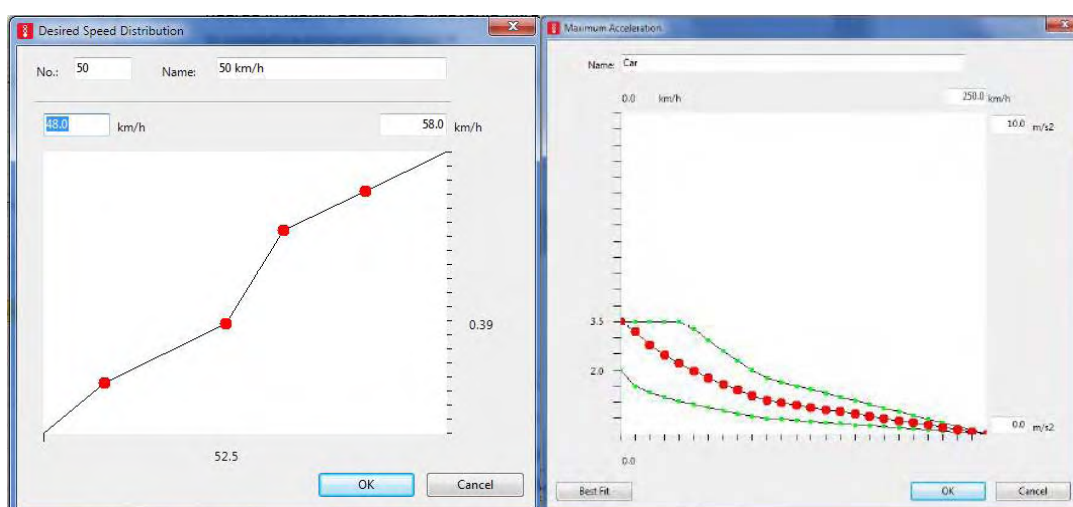 Desired Speed Distribution
No.: 50 Name: 50 km/h
48.0 km/h 58.0 km/h
0.39
52.5
OK Cancel
Maximum Acceleration
Name: Car
0.0 km/h 250.0 km/h
10.0 m/s2
3.5
2.0
0.0 m/s2
0.0
Best Fit OK Cancel